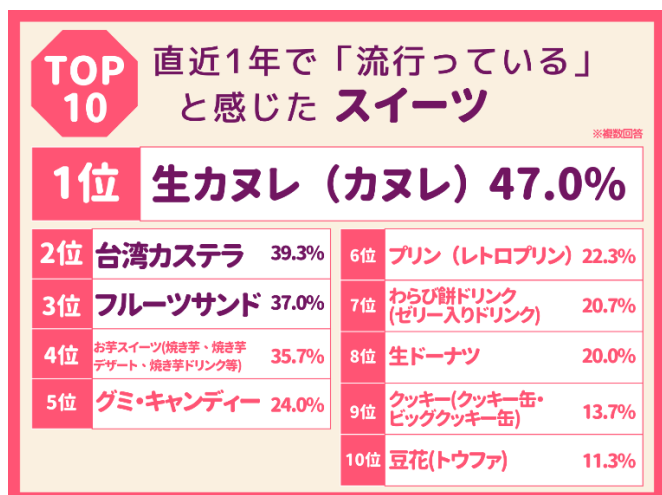 TOP
10
直近1年で「流行っている」
と感じた スイーツ
※複数回答
1位 生カヌレ（カヌレ）47.0%
2位 台湾カステラ 39.3%
3位 フルーツサンド 37.0%
4位 お芋スイーツ(焼き芋、焼き芋
デザート、焼き芋ドリンク等) 35.7%
5位 グミ・キャンディー 24.0%
6位 プリン（レトロプリン）22.3%
7位 わらび餅ドリンク
(ゼリー入りドリンク) 20.7%
8位 生ドーナツ 20.0%
9位 クッキー(クッキー缶・
ビッグクッキー缶) 13.7%
10位 豆花(トウファ) 11.3%